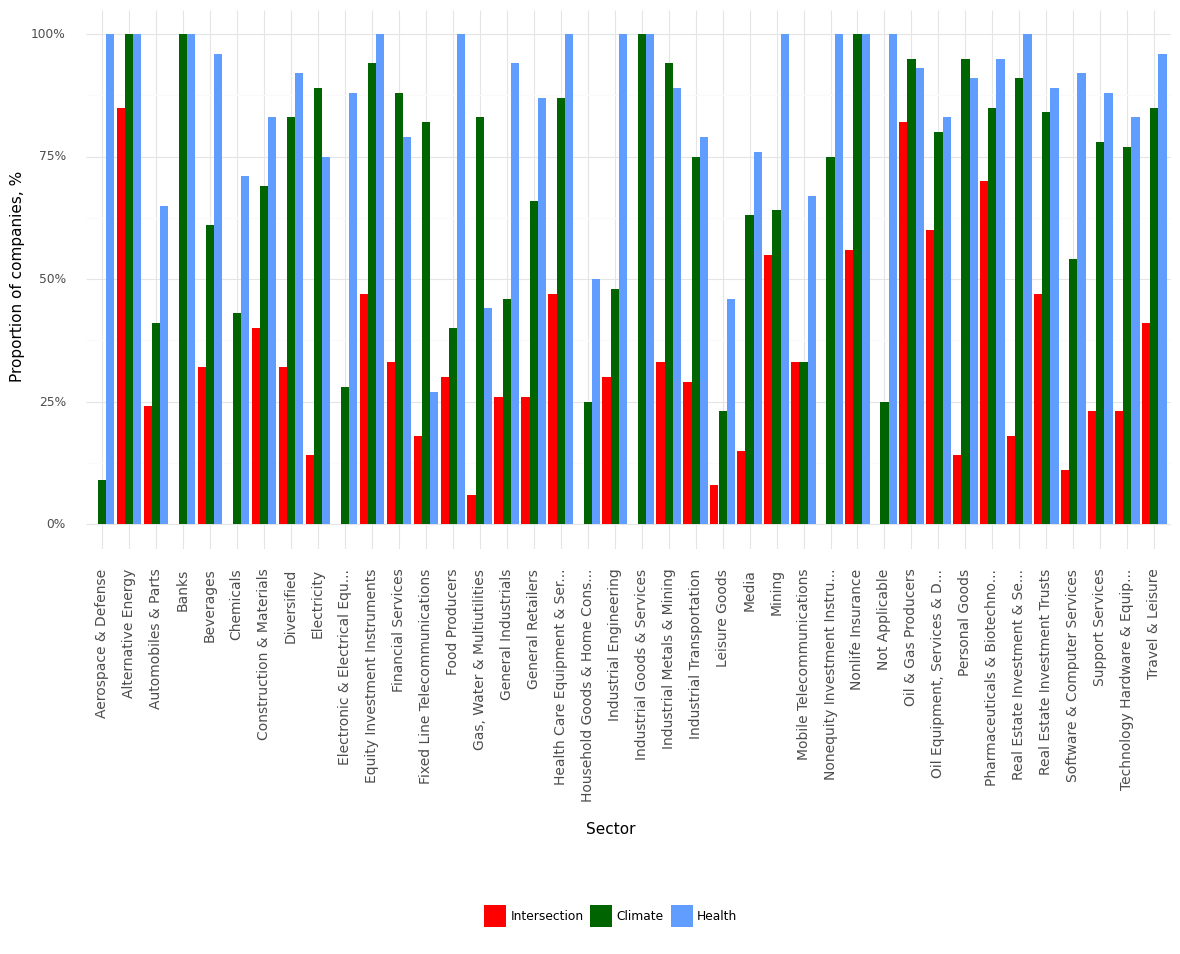 Proportion of companies, %
100%
75%
50%
25%
0%
Aerospace & Defense
Alternative Energy
Automobiles & Parts
Banks
Beverages
Chemicals
Construction & Materials
Diversified
Electricity
Electronic & Electrical Equ...
Equity Investment Instruments
Financial Services
Fixed Line Telecommunications
Food Producers
Gas, Water & Multiutilities
General Industrials
General Retailers
Health Care Equipment & Ser...
Household Goods & Home Cons...
Industrial Engineering
Industrial Goods & Services
Industrial Metals & Mining
Industrial Transportation
Leisure Goods
Media
Mining
Mobile Telecommunications
Nonequity Investment Instru...
Nonlife Insurance
Not Applicable
Oil & Gas Producers
Oil Equipment, Services & D...
Personal Goods
Pharmaceuticals & Biotechno...
Real Estate Investment & Se...
Real Estate Investment Trusts
Software & Computer Services
Support Services
Technology Hardware & Equip...
Travel & Leisure
Sector
Intersection Climate Health